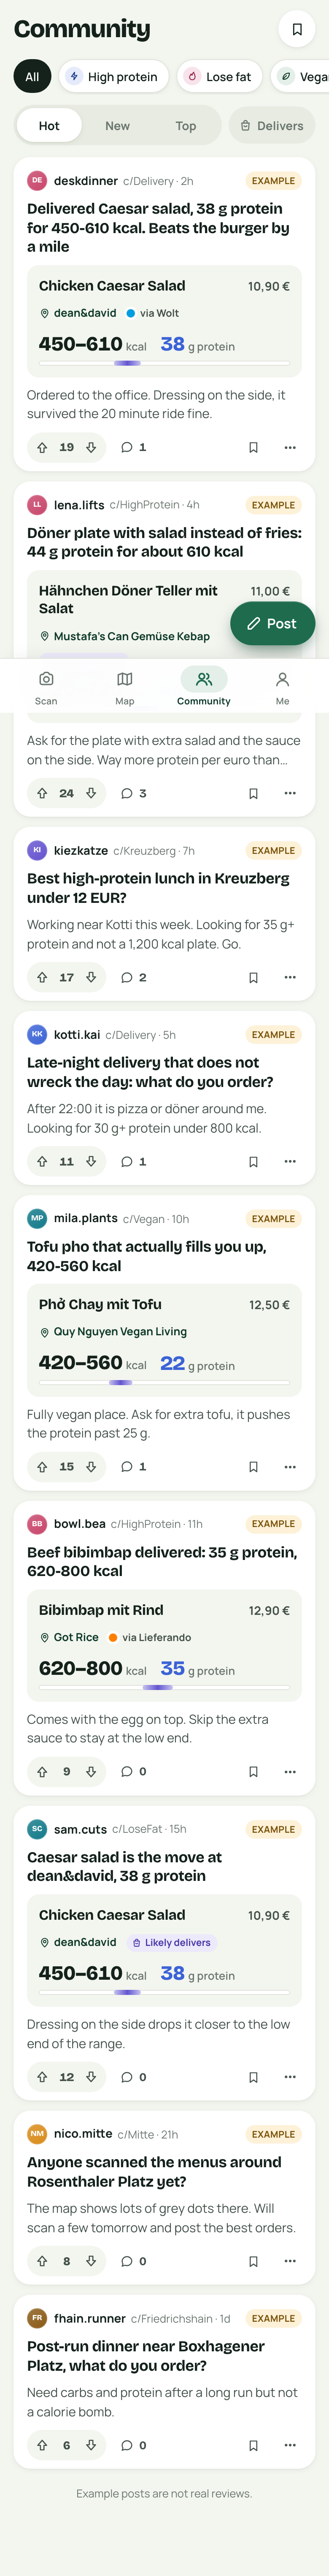 Community
All
High protein
Lose fat
Vega
Hot
New
Top
Delivers
DE
deskdinner c/Delivery · 2h
EXAMPLE
Delivered Caesar salad, 38 g protein
for 450-610 kcal. Beats the burger by
a mile
Chicken Caesar Salad
10,90 €
dean&david
via Wolt
450–610 kcal
38 g protein
Ordered to the office. Dressing on the side, it
survived the 20 minute ride fine.
19
1
LL
lena.lifts c/HighProtein · 4h
EXAMPLE
Döner plate with salad instead of fries:
44 g protein for about 610 kcal
Hähnchen Döner Teller mit
Salat
11,00 €
Mustafa's Can Gemüse Kebap
Post
Scan
Map
Community
Me
Ask for the plate with extra salad and the sauce
on the side. Way more protein per euro than...
24
3
KI
kiezkatze c/Kreuzberg · 7h
EXAMPLE
Best high-protein lunch in Kreuzberg
under 12 EUR?
Working near Kotti this week. Looking for 35 g+
protein and not a 1,200 kcal plate. Go.
17
2
KK
kotti.kai c/Delivery · 5h
EXAMPLE
Late-night delivery that does not
wreck the day: what do you order?
After 22:00 it is pizza or döner around me.
Looking for 30 g+ protein under 800 kcal.
11
1
MP
mila.plants c/Vegan · 10h
EXAMPLE
Tofu pho that actually fills you up,
420-560 kcal
Phở Chay mit Tofu
12,50 €
Quy Nguyen Vegan Living
420–560 kcal
22 g protein
Fully vegan place. Ask for extra tofu, it pushes
the protein past 25 g.
15
1
BB
bowl.bea c/HighProtein · 11h
EXAMPLE
Beef bibimbap delivered: 35 g protein,
620-800 kcal
Bibimbap mit Rind
12,90 €
Got Rice
via Lieferando
620–800 kcal
35 g protein
Comes with the egg on top. Skip the extra
sauce to stay at the low end.
9
0
SC
sam.cuts c/LoseFat · 15h
EXAMPLE
Caesar salad is the move at
dean&david, 38 g protein
Chicken Caesar Salad
10,90 €
dean&david
Likely delivers
450–610 kcal
38 g protein
Dressing on the side drops it closer to the low
end of the range.
12
0
NM
nico.mitte c/Mitte · 21h
EXAMPLE
Anyone scanned the menus around
Rosenthaler Platz yet?
The map shows lots of grey dots there. Will
scan a few tomorrow and post the best orders.
8
0
FR
fhain.runner c/Friedrichshain · 1d
EXAMPLE
Post-run dinner near Boxhagener
Platz, what do you order?
Need carbs and protein after a long run but not
a calorie bomb.
6
0
Example posts are not real reviews.